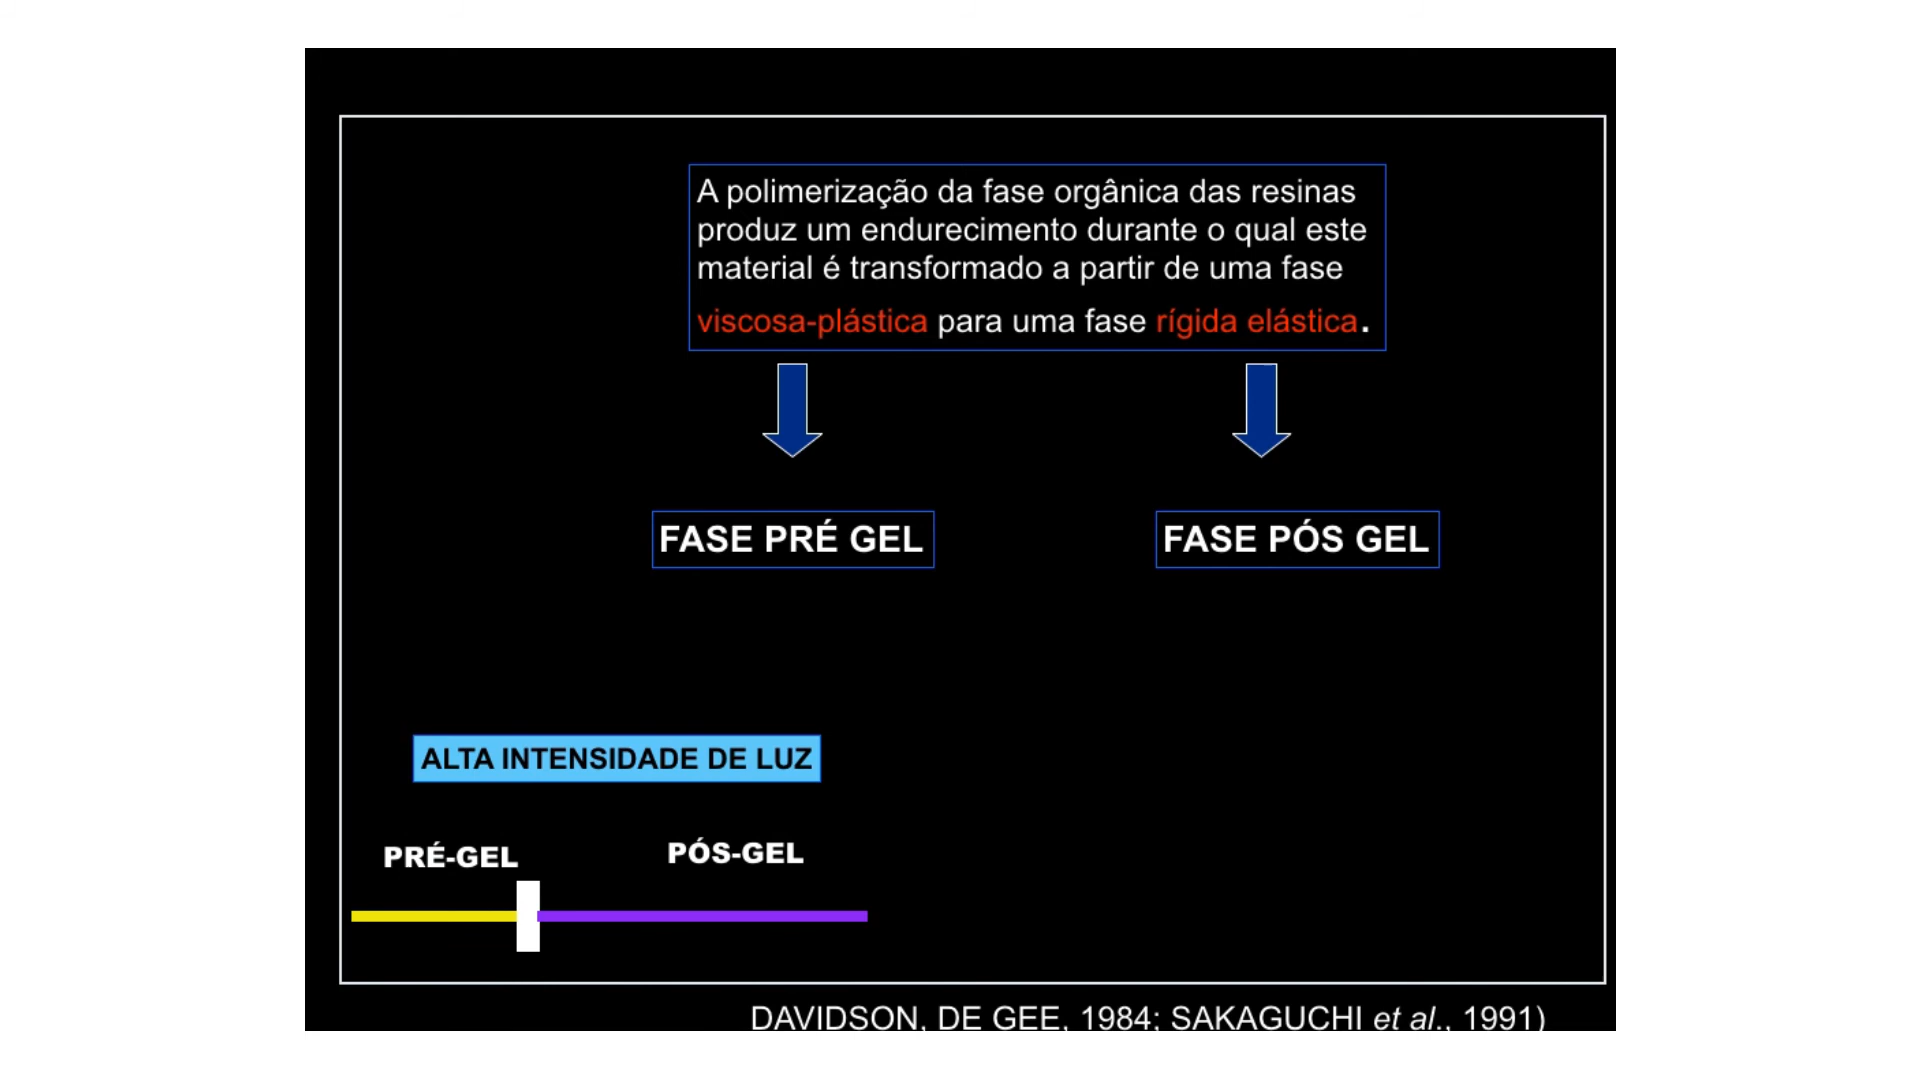 A polimerização da fase orgânica das resinas
produz um endurecimento durante o qual este
material é transformado a partir de uma fase
viscosa-plástica para uma fase rígida elástica.
FASE PRÉ GEL
FASE PÓS GEL
ALTA INTENSIDADE DE LUZ
PRÉ-GEL
PÓS-GEL
DAVIDSON, DE GEE, 1984; SAKAGUCHI et al., 1991)